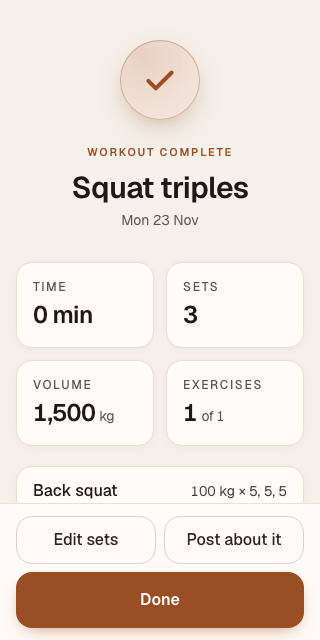 WORKOUT COMPLETE
Squat triples
Mon 23 Nov
TIME
0 min
SETS
3
VOLUME
1,500 kg
EXERCISES
1 of 1
Back squat 100 kg × 5, 5, 5
Edit sets
Post about it
Done